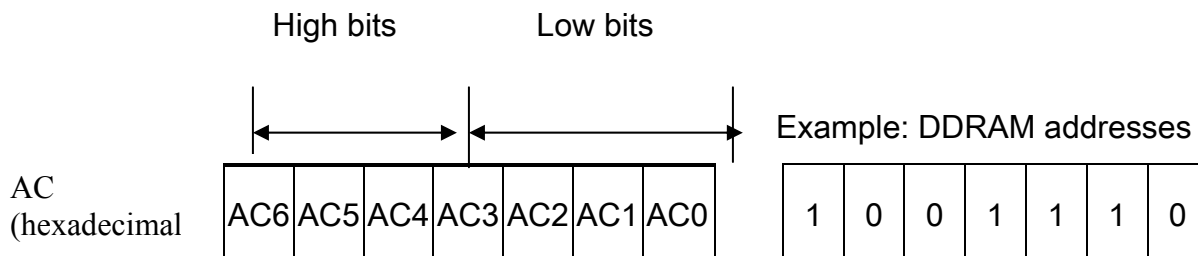 High bits Low bits
Example: DDRAM addresses
AC
(hexadecimal
AC6 AC5 AC4 AC3 AC2 AC1 AC0 1 0 0 1 1 1 0